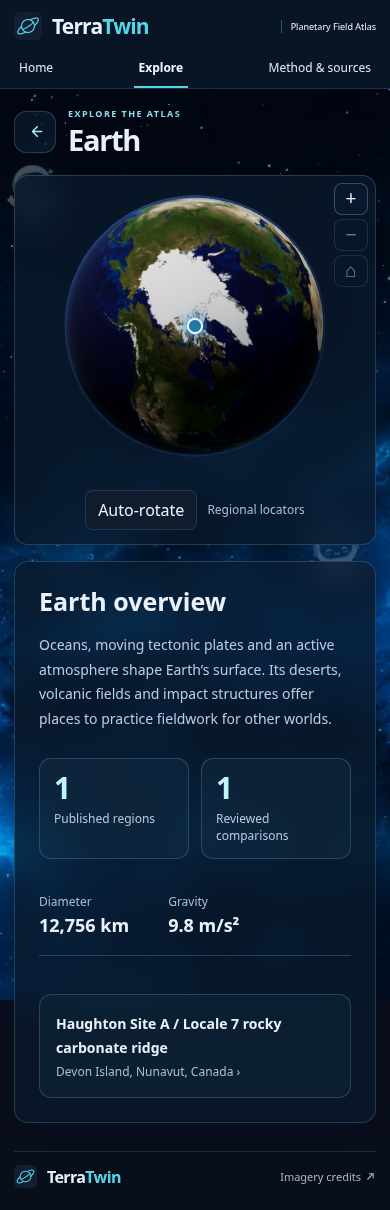 TerraTwin
Planetary Field Atlas
Home Explore Method & sources
EXPLORE THE ATLAS
Earth
+
−
Auto-rotate Regional locators
Earth overview
Oceans, moving tectonic plates and an active
atmosphere shape Earth’s surface. Its deserts,
volcanic fields and impact structures offer
places to practice fieldwork for other worlds.
1
Published regions
1
Reviewed
comparisons
Diameter
12,756 km
Gravity
9.8 m/s²
Haughton Site A / Locale 7 rocky
carbonate ridge
Devon Island, Nunavut, Canada ›
TerraTwin
Imagery credits ↗